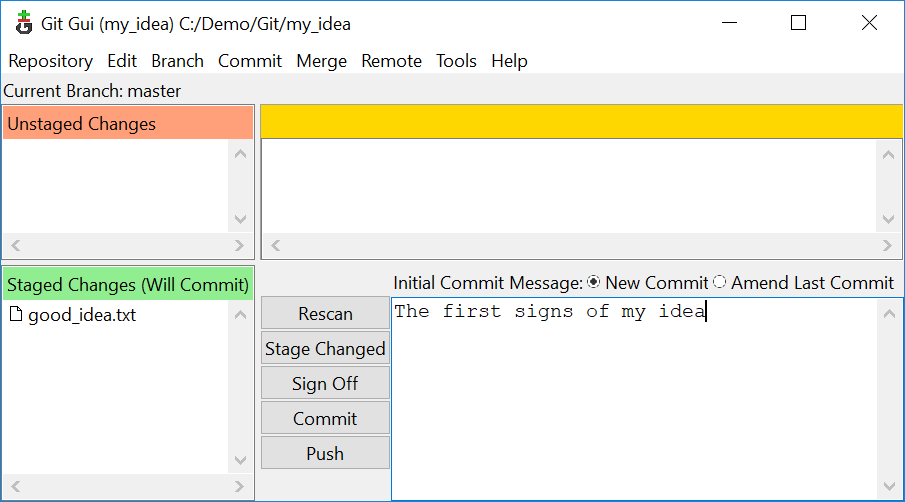 Git Gui (my_idea) C:/Demo/Git/my_idea
Repository Edit Branch Commit Merge Remote Tools Help
Current Branch: master
Unstaged Changes
Staged Changes (Will Commit)
good_idea.txt
Initial Commit Message: New Commit Amend Last Commit
Rescan
Stage Changed
Sign Off
Commit
Push
The first signs of my idea